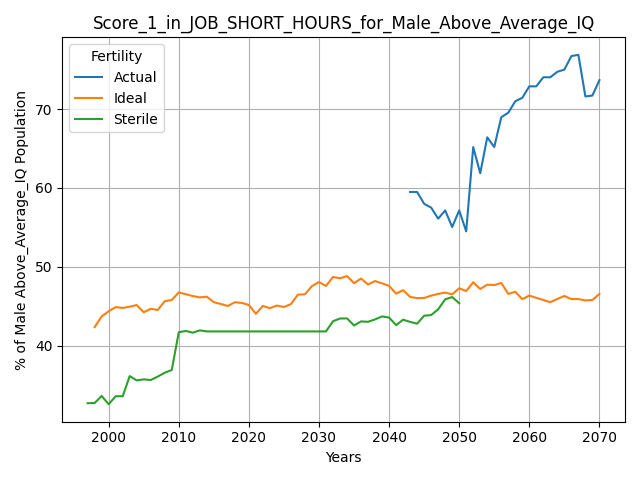 Score_1_in_JOB_SHORT_HOURS_for_Male_Above_Average_IQ
Fertility
Actual
Ideal
Sterile
% of Male Above_Average_IQ Population
70
60
50
40
2000 2010 2020 2030 2040 2050 2060 2070
Years